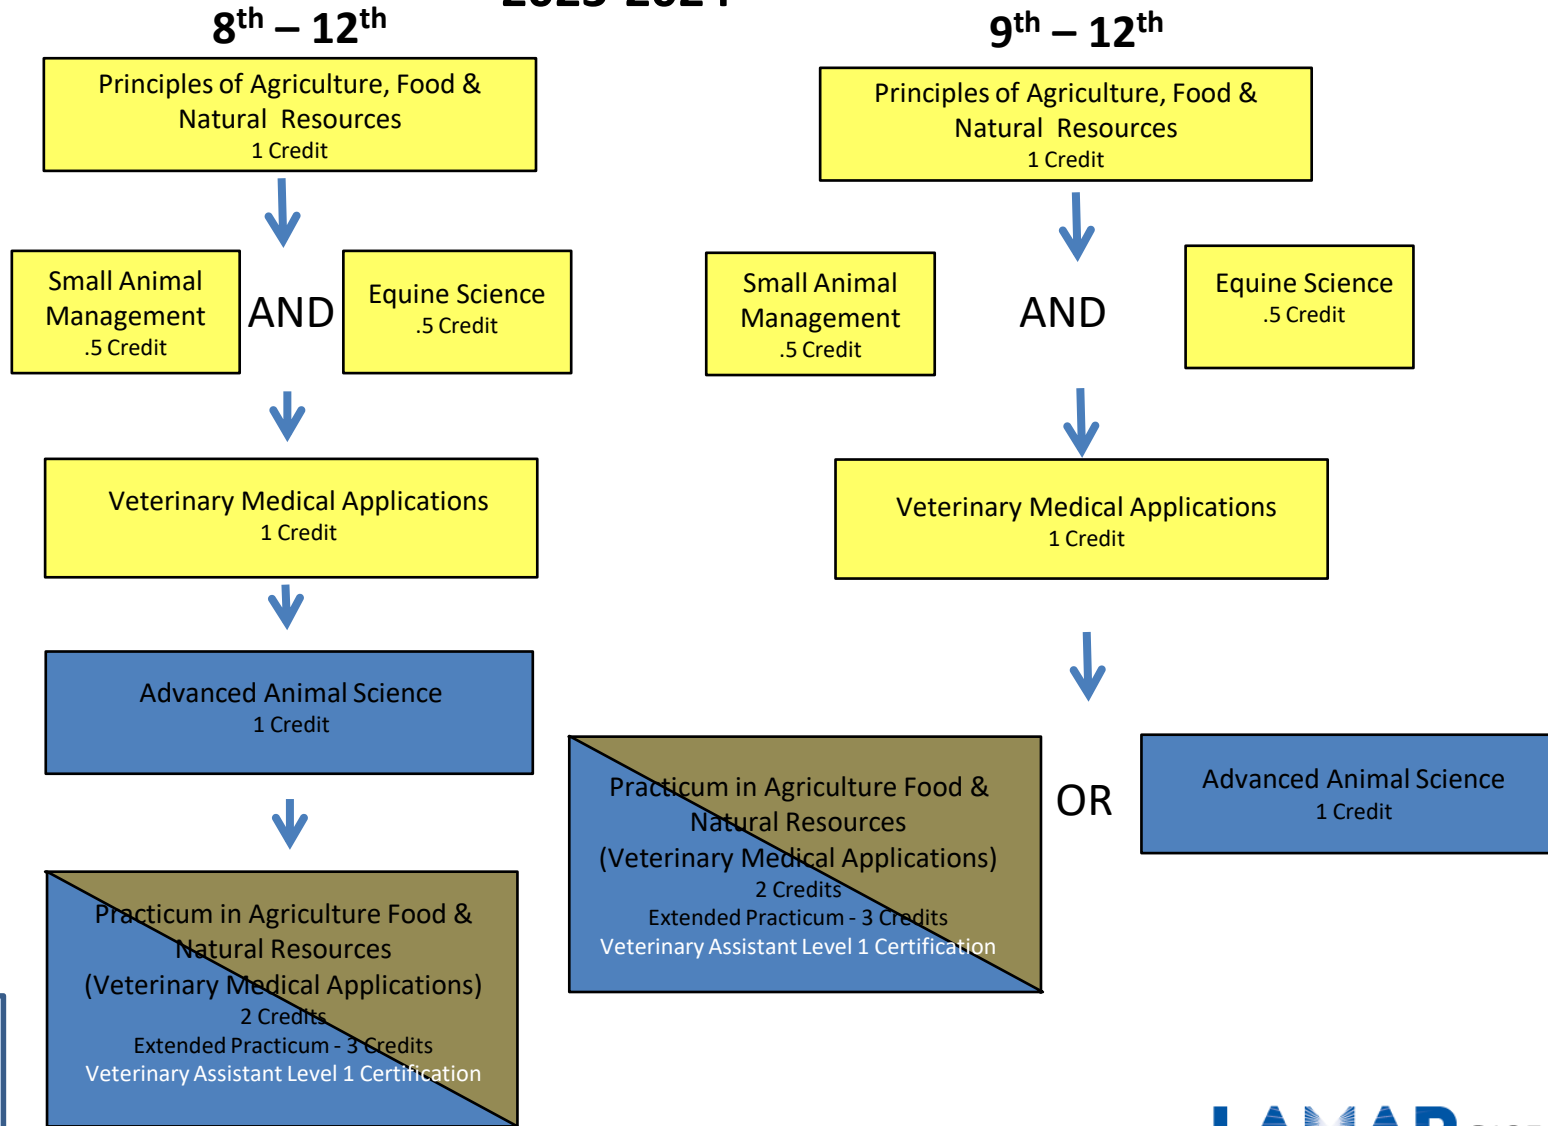 8th – 12th
Principles of Agriculture, Food &
Natural Resources
1 Credit
Small Animal
Management
.5 Credit
AND
Equine Science
.5 Credit
Veterinary Medical Applications
1 Credit
Advanced Animal Science
1 Credit
Practicum in Agriculture Food &
Natural Resources
(Veterinary Medical Applications)
2 Credits
Extended Practicum - 3 Credits
Veterinary Assistant Level 1 Certification
9th – 12th
Principles of Agriculture, Food &
Natural Resources
1 Credit
Small Animal
Management
.5 Credit
AND
Equine Science
.5 Credit
Veterinary Medical Applications
1 Credit
Practicum in Agriculture Food &
Natural Resources
(Veterinary Medical Applications)
2 Credits
Extended Practicum - 3 Credits
Veterinary Assistant Level 1 Certification
OR
Advanced Animal Science
1 Credit
LAMAR